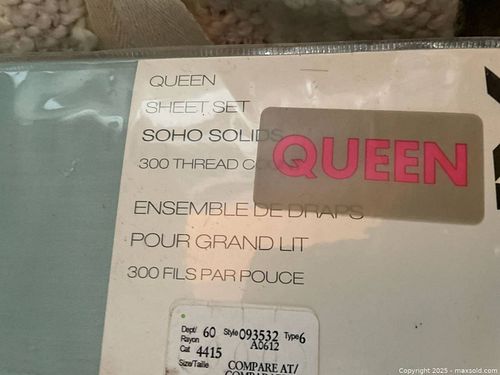 QUEEN
SHEET SET
SOHO SOLIDS
300 THREAD
QUEEN
ENSEMBLE DE DRAPS
POUR GRAND LIT
300 FILS PAR POUCE
Dept/ 60 Style 093532 Type 6
Rayon A0612
Cat 4415
Size/Taille COMPARE AT/
Copyright 2025 - maxsold.com